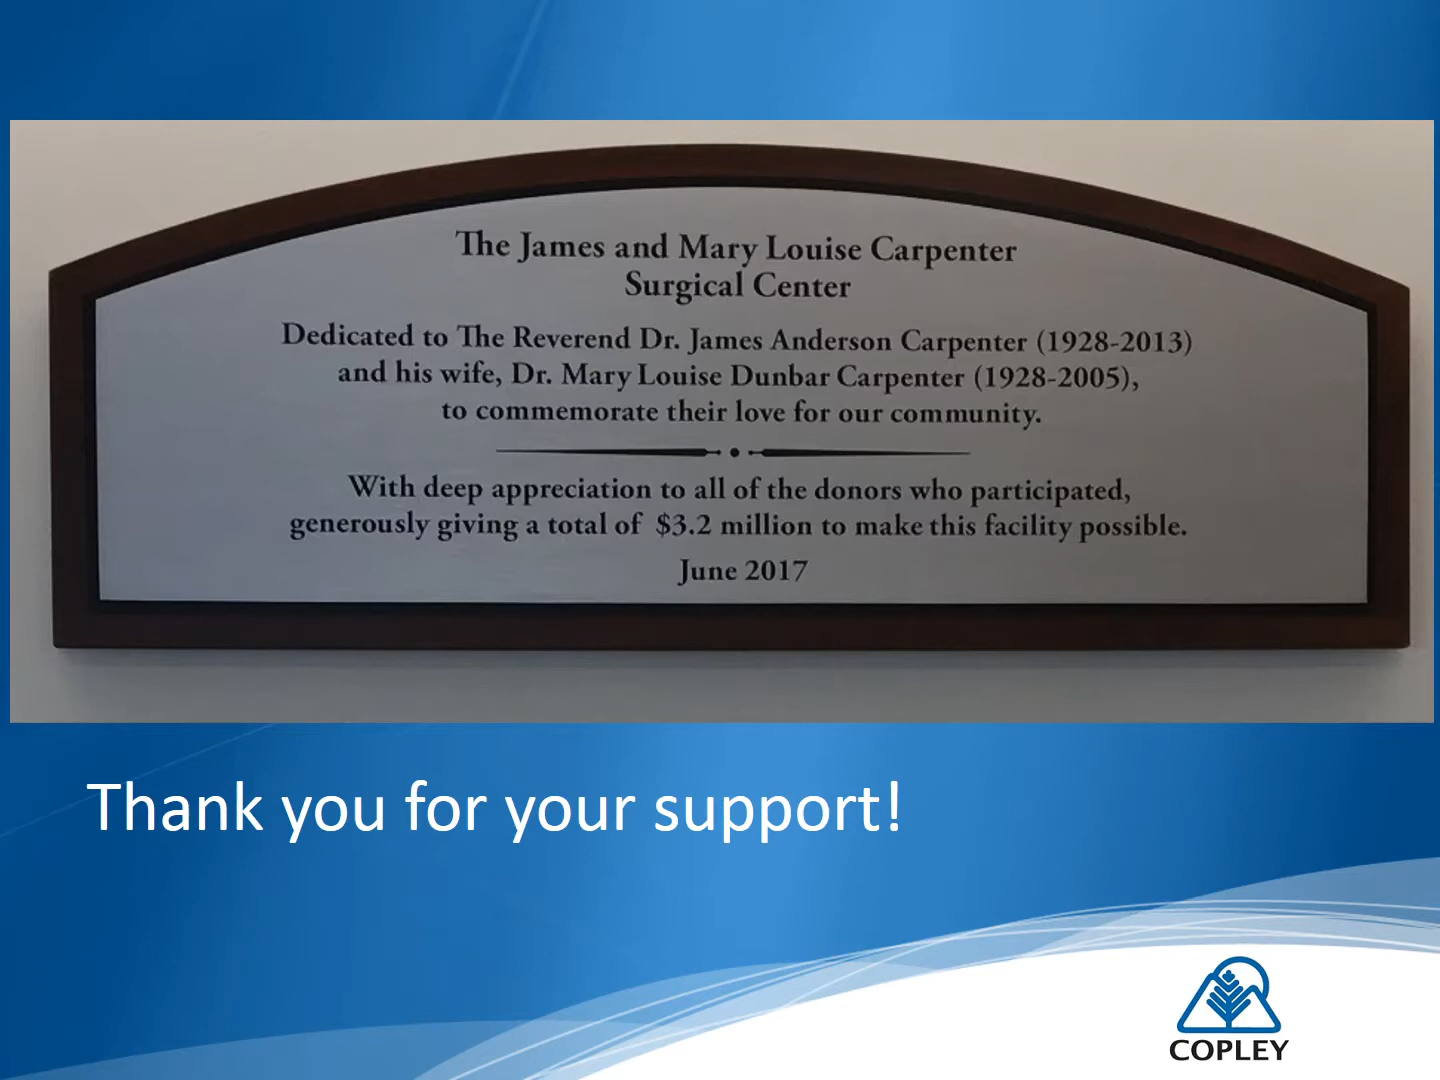 The James and Mary Louise Carpenter
Surgical Center
Dedicated to The Reverend Dr. James Anderson Carpenter (1928-2013)
and his wife, Dr. Mary Louise Dunbar Carpenter (1928-2005),
to commemorate their love for our community.
With deep appreciation to all of the donors who participated,
generously giving a total of $3.2 million to make this facility possible.
June 2017
Thank you for your support!
COPLEY